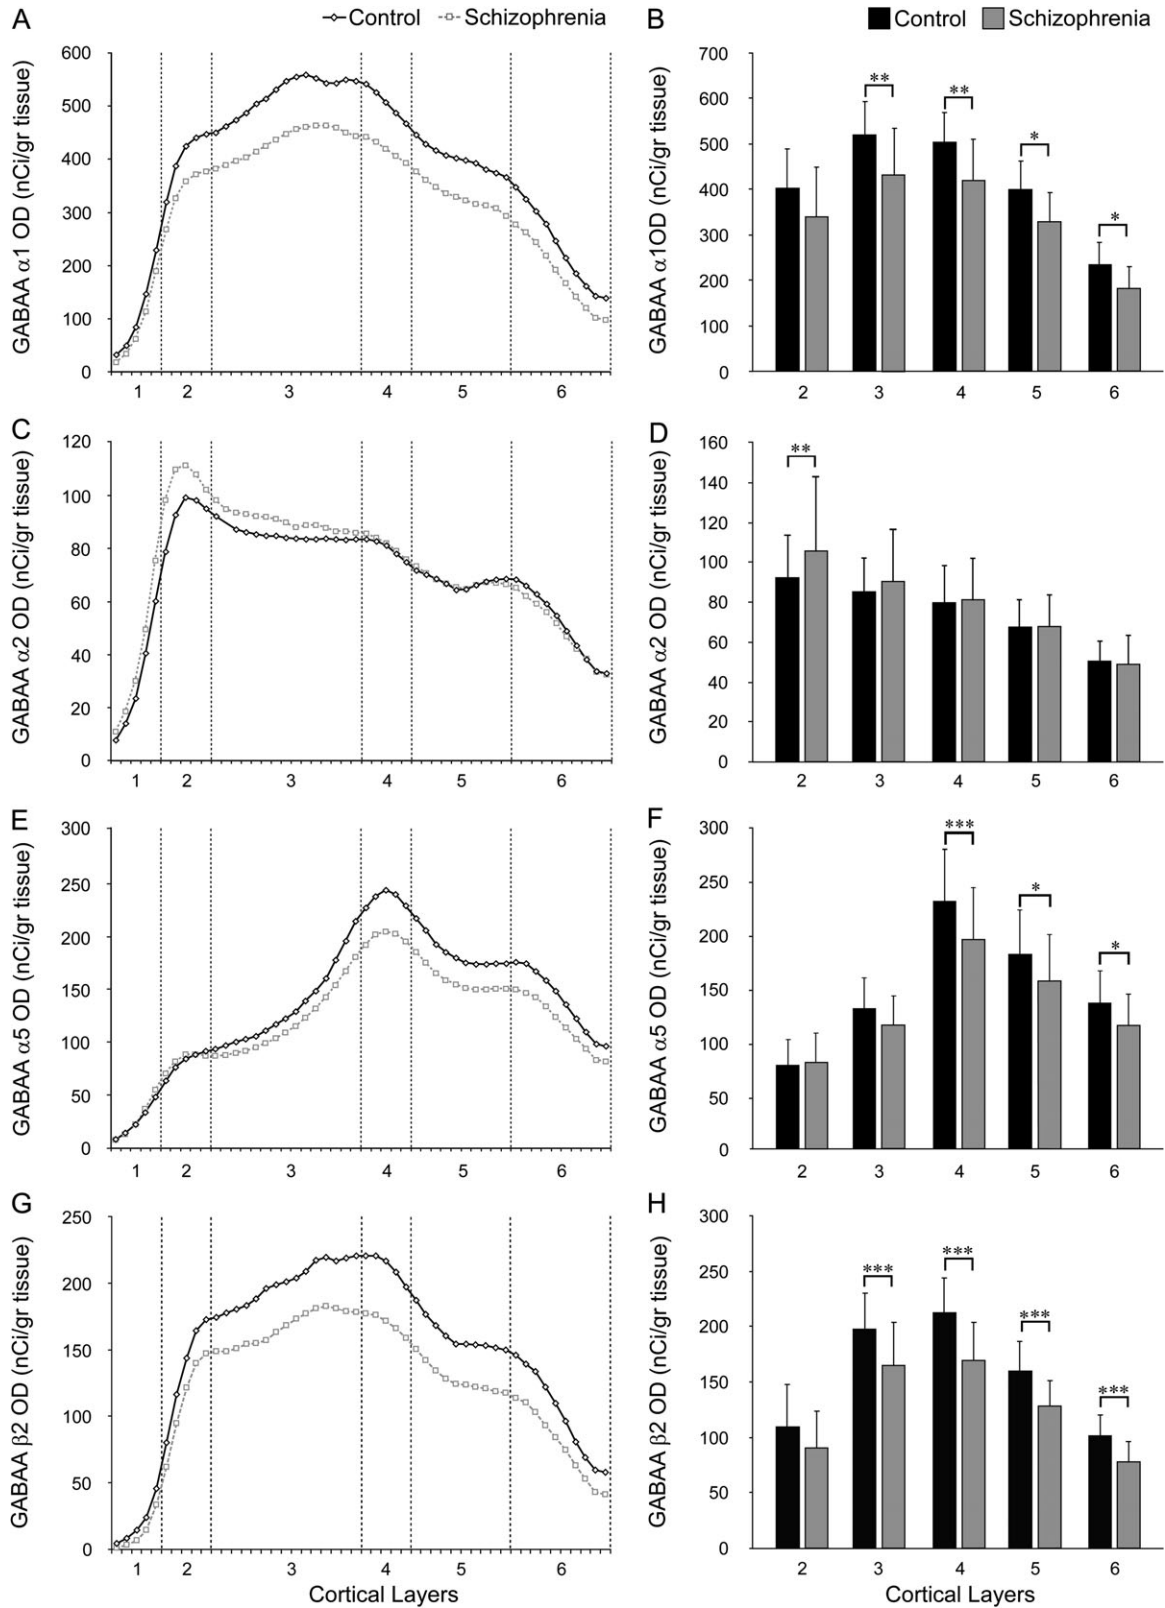 A
Control
Schizophrenia
GABAA α1 OD (nCi/gr tissue)
600
500
400
300
200
100
0
1 2 3 4 5 6
B
Control
Schizophrenia
GABAA α1OD (nCi/gr tissue)
700
600
500
400
300
200
100
0
** ** * *
2 3 4 5 6
C
GABAA α2 OD (nCi/gr tissue)
120
100
80
60
40
20
0
1 2 3 4 5 6
D
GABAA α2 OD (nCi/gr tissue)
160
140
120
100
80
60
40
20
0
**
2 3 4 5 6
E
GABAA α5 OD (nCi/gr tissue)
300
250
200
150
100
50
0
1 2 3 4 5 6
F
GABAA α5 OD (nCi/gr tissue)
300
250
200
150
100
50
0
*** * *
2 3 4 5 6
G
GABAA β2 OD (nCi/gr tissue)
250
200
150
100
50
0
1 2 3 4 5 6
Cortical Layers
H
GABAA β2 OD (nCi/gr tissue)
300
250
200
150
100
50
0
*** *** *** ***
2 3 4 5 6
Cortical Layers